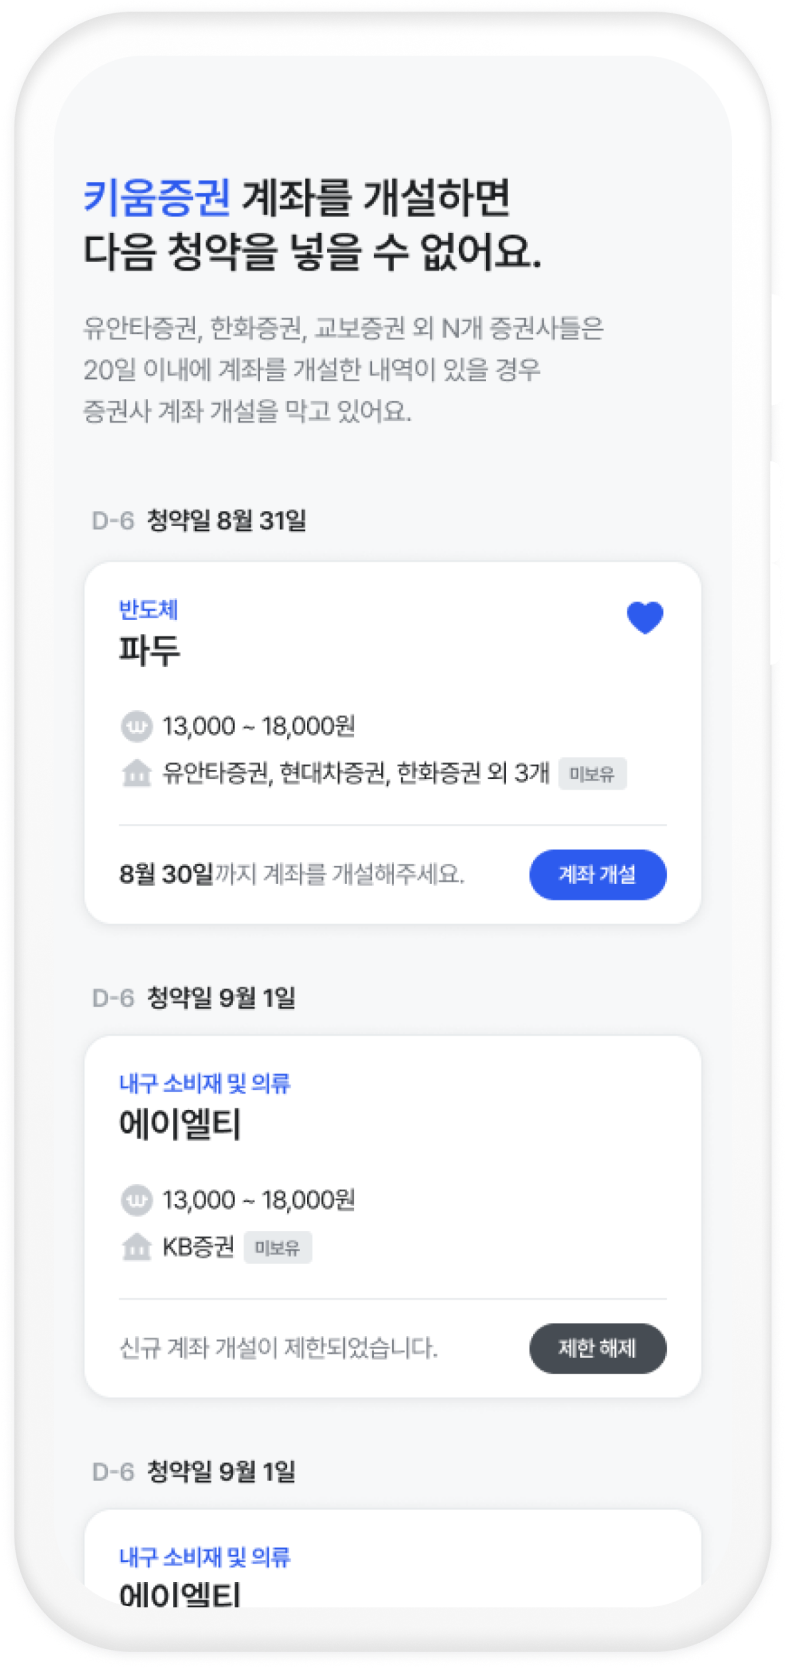 키움증권 계좌를 개설하면
다음 청약을 넣을 수 없어요.
유안타증권, 한화증권, 교보증권 외 N개 증권사들은
20일 이내에 계좌를 개설한 내역이 있을 경우
증권사 계좌 개설을 막고 있어요.
D-6 청약일 8월 31일
반도체
파두
13,000 ~ 18,000원
유안타증권, 현대차증권, 한화증권 외 3개 미보유
8월 30일까지 계좌를 개설해주세요. 계좌 개설
D-6 청약일 9월 1일
내구 소비재 및 의류
에이엘티
13,000 ~ 18,000원
KB증권 미보유
신규 계좌 개설이 제한되었습니다. 제한 해제
D-6 청약일 9월 1일
내구 소비재 및 의류
에이엘티